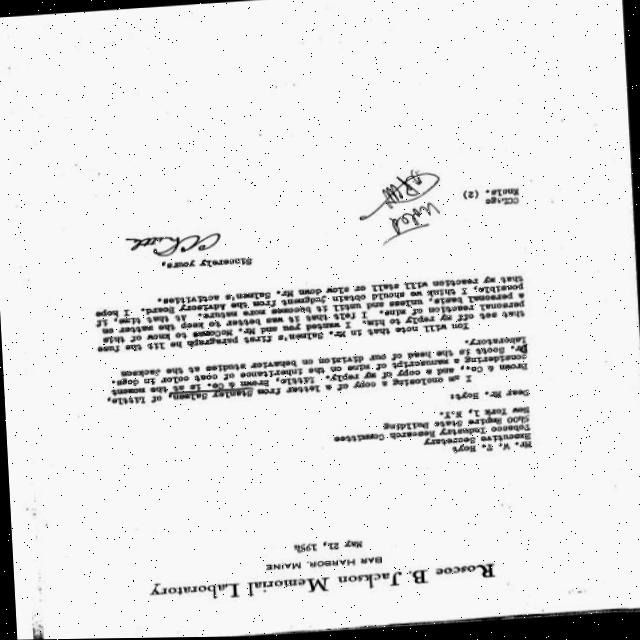 Roscoe B. Jackson Memorial Laboratory
BAR HARBOR, MAINE
May 21, 1954
Mr. W. T. Hoyt
Executive Secretary
Tobacco Industry Research Committee
5400 Empire State Building
New York 1, N.Y.
Dear Mr. Hoyt:
I am enclosing a copy of a letter from Stanley Salmen, of Little,
Brown & Co., and a copy of my reply. Little, Brown & Co. is at the moment
considering a manuscript of mine on the inheritance of coat color in dogs.
Dr. Scott is the head of our division on behavior studies at the Jackson
Laboratory.
You will note that in Mr. Salmen's first paragraph he lit the fuse
that set off my reply to him. I wanted you and Mr. to know of this
personal reaction of mine. I felt that it was better to keep the matter on
a personal basis, unless and until it becomes more mature. At that time, if
possible, I think we should obtain judgment from the Advisory Board. I hope
that my reaction will stall or slow down Mr. Salmen's activities.
Sincerely yours,
CCL:ge
Encls. (2)